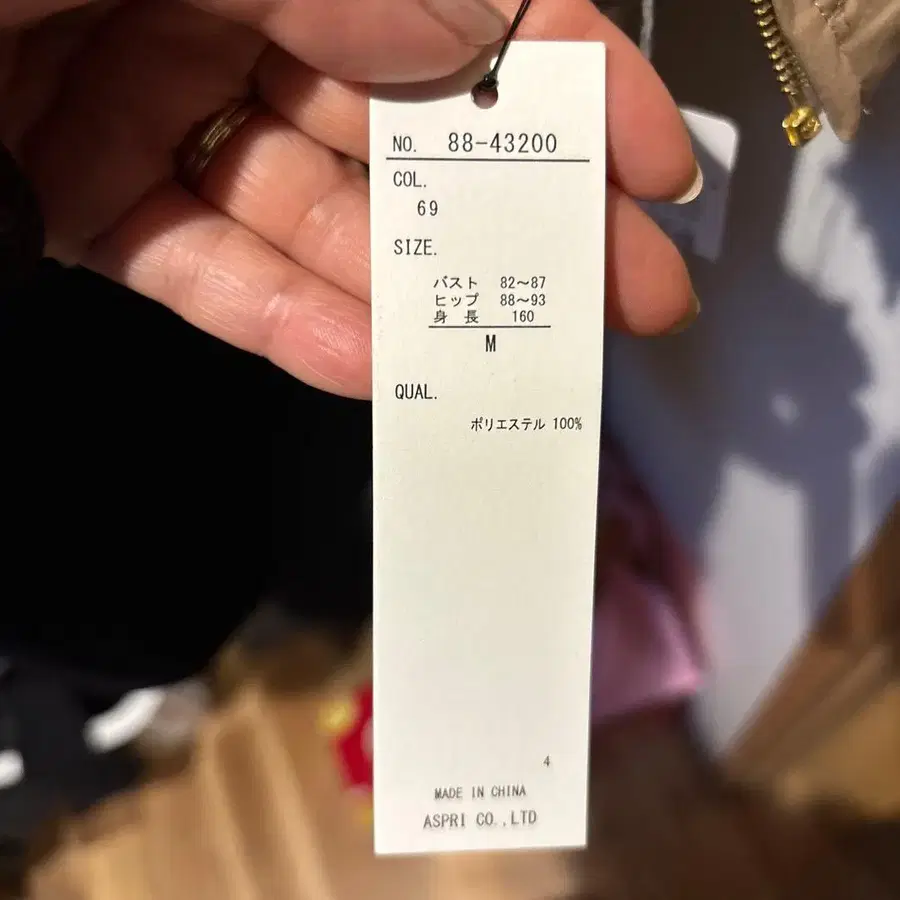 NO. 88-43200
COL.
69
SIZE.
バスト 82～87
ヒップ 88～93
身 長 160
M
QUAL.
ポリエステル 100%
4
MADE IN CHINA
ASPRI CO.,LTD